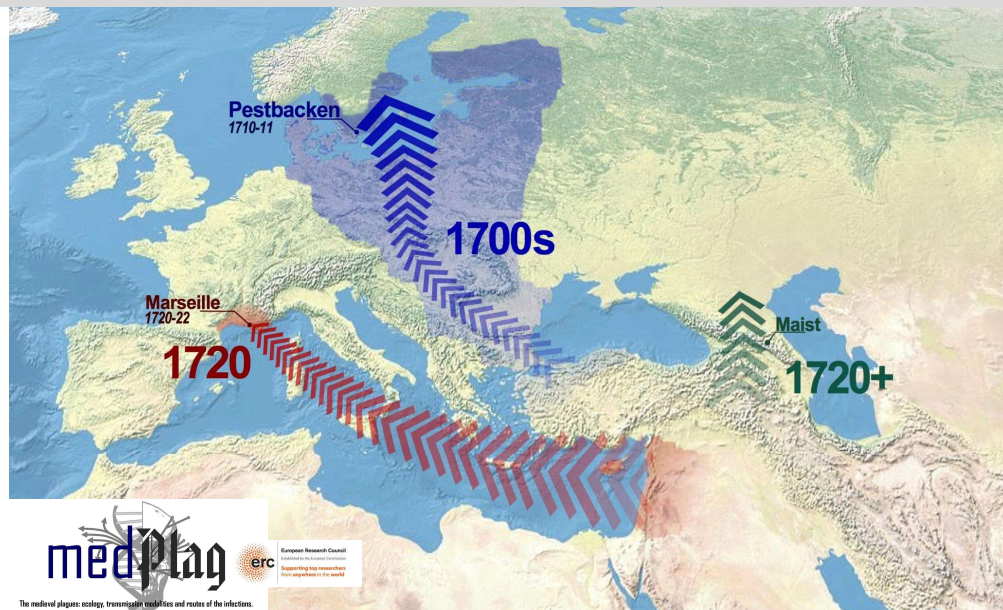 Pestbacken
1710-11
1700s
Marseille
1720-22
1720
Maist
1720+
medplag
erc
European Research Council
Established by the European Commission
Supporting top researchers
from anywhere in the world
The medieval plagues: ecology, transmission modalities and routes of the infections.